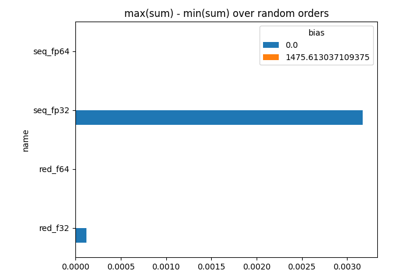 max(sum) - min(sum) over random orders
bias
0.0
1475.613037109375
seq_fp64
seq_fp32
red_f64
red_f32
name
0.0000 0.0005 0.0010 0.0015 0.0020 0.0025 0.0030